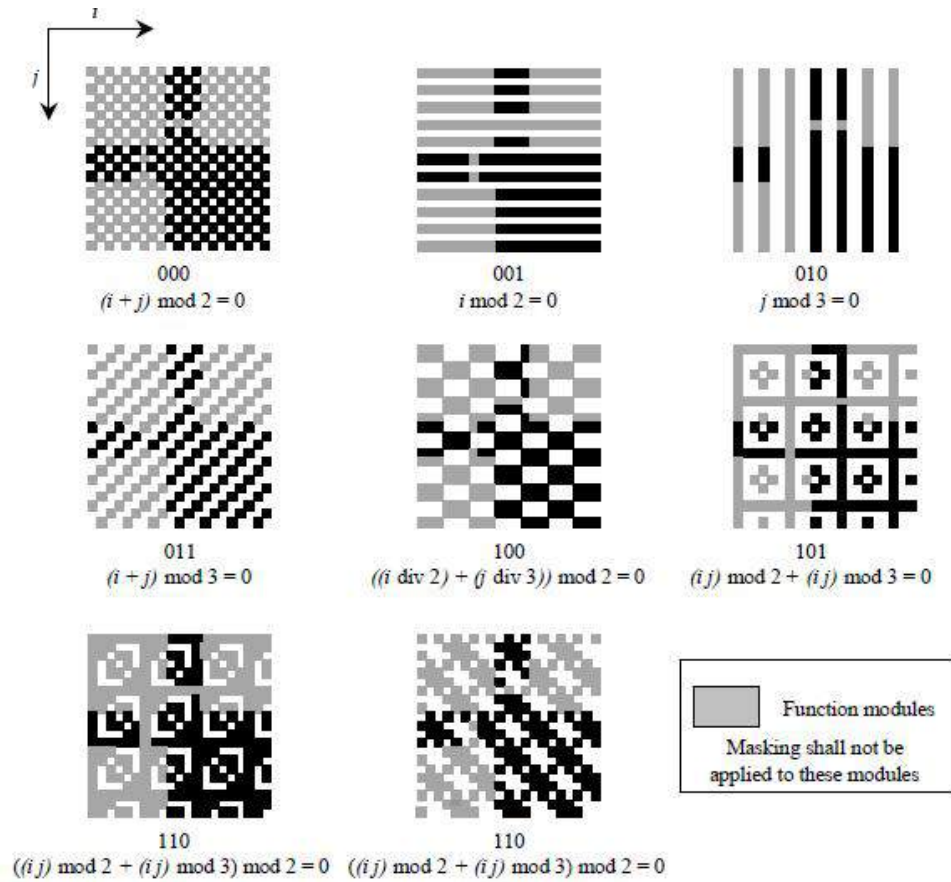 i
j
000
(i + j) mod 2 = 0
001
i mod 2 = 0
010
j mod 3 = 0
011
(i + j) mod 3 = 0
100
((i div 2) + (j div 3)) mod 2 = 0
101
(i j) mod 2 + (i j) mod 3 = 0
110
((i j) mod 2 + (i j) mod 3) mod 2 = 0
110
((i j) mod 2 + (i j) mod 3) mod 2 = 0
Function modules
Masking shall not be
applied to these modules